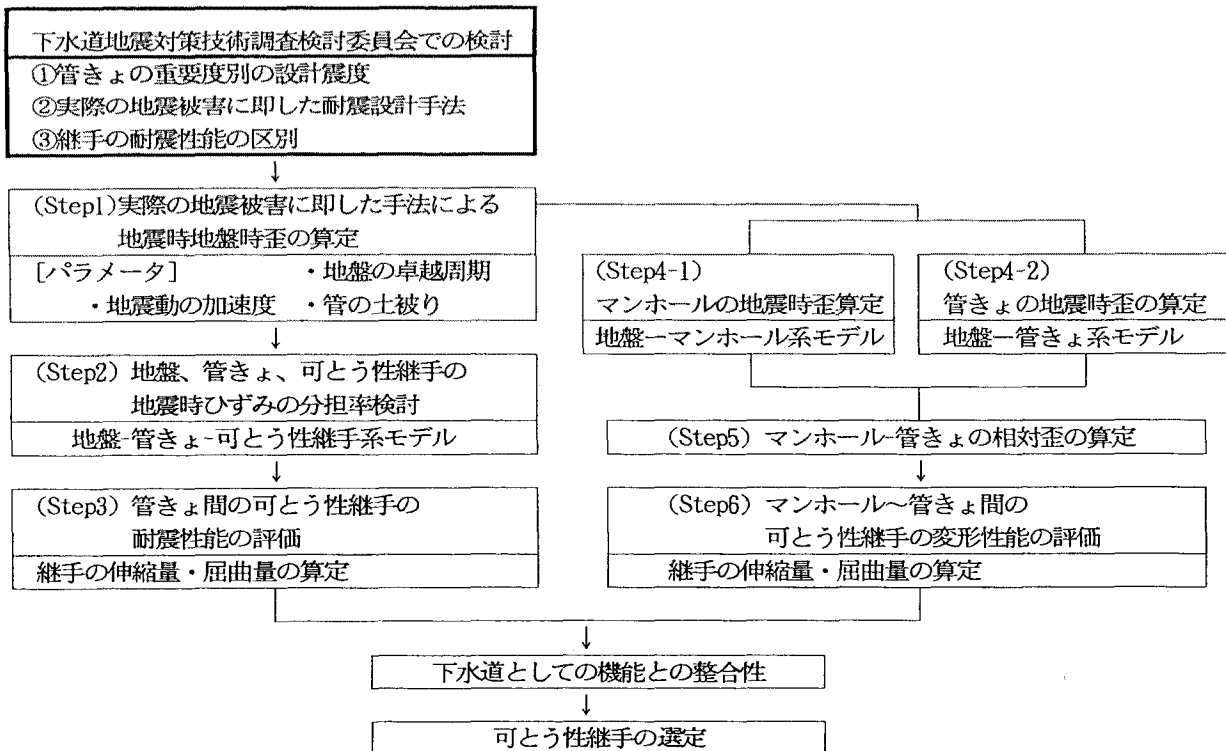 下水道地震対策技術調査検討委員会での検討
①管きょの重要度別の設計震度
②実際の地震被害に即した耐震設計手法
③継手の耐震性能の区別
↓
(Step1)実際の地震被害に即した手法による
地震時地盤時歪の算定
[パラメータ] ・地盤の卓越周期
・地震動の加速度 ・管の土被り
↓
(Step2) 地盤、管きょ、可とう性継手の
地震時ひずみの分担率検討
地盤-管きょ-可とう性継手系モデル
↓
(Step3) 管きょ間の可とう性継手の
耐震性能の評価
継手の伸縮量・屈曲量の算定
(Step4-1)
マンホールの地震時歪算定
地盤ーマンホール系モデル
(Step4-2)
管きょの地震時歪の算定
地盤ー管きょ系モデル
↓
(Step5) マンホール-管きょの相対歪の算定
↓
(Step6) マンホール～管きょ間の
可とう性継手の変形性能の評価
継手の伸縮量・屈曲量の算定
↓
下水道としての機能との整合性
↓
可とう性継手の選定